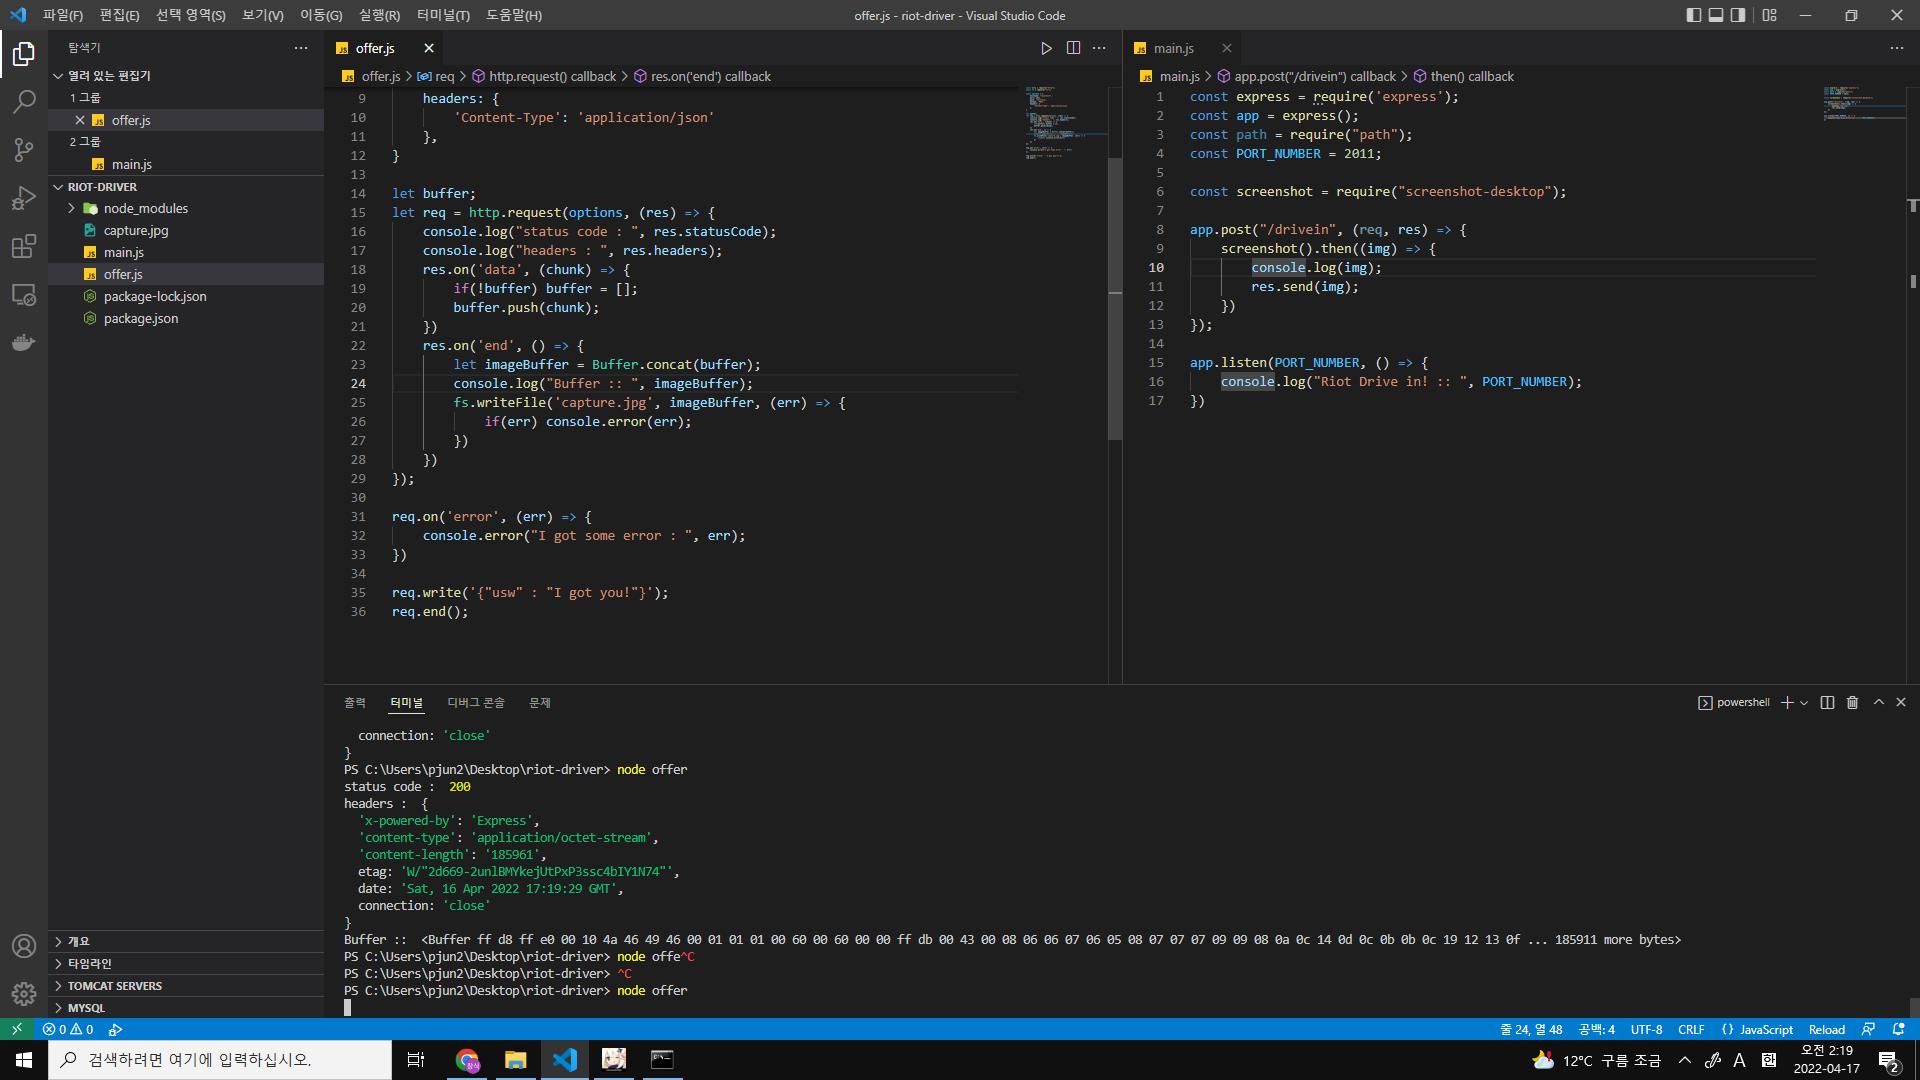 파일(F) 편집(E) 선택 영역(S) 보기(V) 이동(G) 실행(R) 터미널(T) 도움말(H)
offer.js - riot-driver - Visual Studio Code
탐색기
열려 있는 편집기
1 그룹
offer.js
2 그룹
main.js
RIOT-DRIVER
node_modules
capture.jpg
main.js
offer.js
package-lock.json
package.json
개요
타임라인
TOMCAT SERVERS
MYSQL
offer.js
offer.js > req > http.request() callback > res.on('end') callback
9 headers: {
10 'Content-Type': 'application/json'
11 },
12 }
13
14 let buffer;
15 let req = http.request(options, (res) => {
16 console.log("status code : ", res.statusCode);
17 console.log("headers : ", res.headers);
18 res.on('data', (chunk) => {
19 if(!buffer) buffer = [];
20 buffer.push(chunk);
21 })
22 res.on('end', () => {
23 let imageBuffer = Buffer.concat(buffer);
24 console.log("Buffer :: ", imageBuffer);
25 fs.writeFile('capture.jpg', imageBuffer, (err) => {
26 if(err) console.error(err);
27 })
28 })
29 });
30
31 req.on('error', (err) => {
32 console.error("I got some error : ", err);
33 })
34
35 req.write('{"usw" : "I got you!"}');
36 req.end();
main.js
main.js > app.post("/drivein") callback > then() callback
1 const express = require('express');
2 const app = express();
3 const path = require("path");
4 const PORT_NUMBER = 2011;
5
6 const screenshot = require("screenshot-desktop");
7
8 app.post("/drivein", (req, res) => {
9 screenshot().then((img) => {
10 console.log(img);
11 res.send(img);
12 })
13 });
14
15 app.listen(PORT_NUMBER, () => {
16 console.log("Riot Drive in! :: ", PORT_NUMBER);
17 })
출력 터미널 디버그 콘솔 문제
powershell
connection: 'close'
}
PS C:\Users\pjun2\Desktop\riot-driver> node offer
status code :  200
headers :  {
'x-powered-by': 'Express',
'content-type': 'application/octet-stream',
'content-length': '185961',
etag: 'W/"2d669-2unlBMYkejUtPxP3ssc4bIY1N74"',
date: 'Sat, 16 Apr 2022 17:19:29 GMT',
connection: 'close'
}
Buffer ::  <Buffer ff d8 ff e0 00 10 4a 46 49 46 00 01 01 01 00 60 00 60 00 00 ff db 00 43 00 08 06 06 07 06 05 08 07 07 07 09 09 08 0a 0c 14 0d 0c 0b 0b 0c 19 12 13 0f ... 185911 more bytes>
PS C:\Users\pjun2\Desktop\riot-driver> node offe^C
PS C:\Users\pjun2\Desktop\riot-driver> ^C
PS C:\Users\pjun2\Desktop\riot-driver> node offer
0 0
줄 24, 열 48 공백: 4 UTF-8 CRLF {} JavaScript Reload
검색하려면 여기에 입력하십시오.
12°C 구름 조금
A 한
오전 2:19
2022-04-17
2